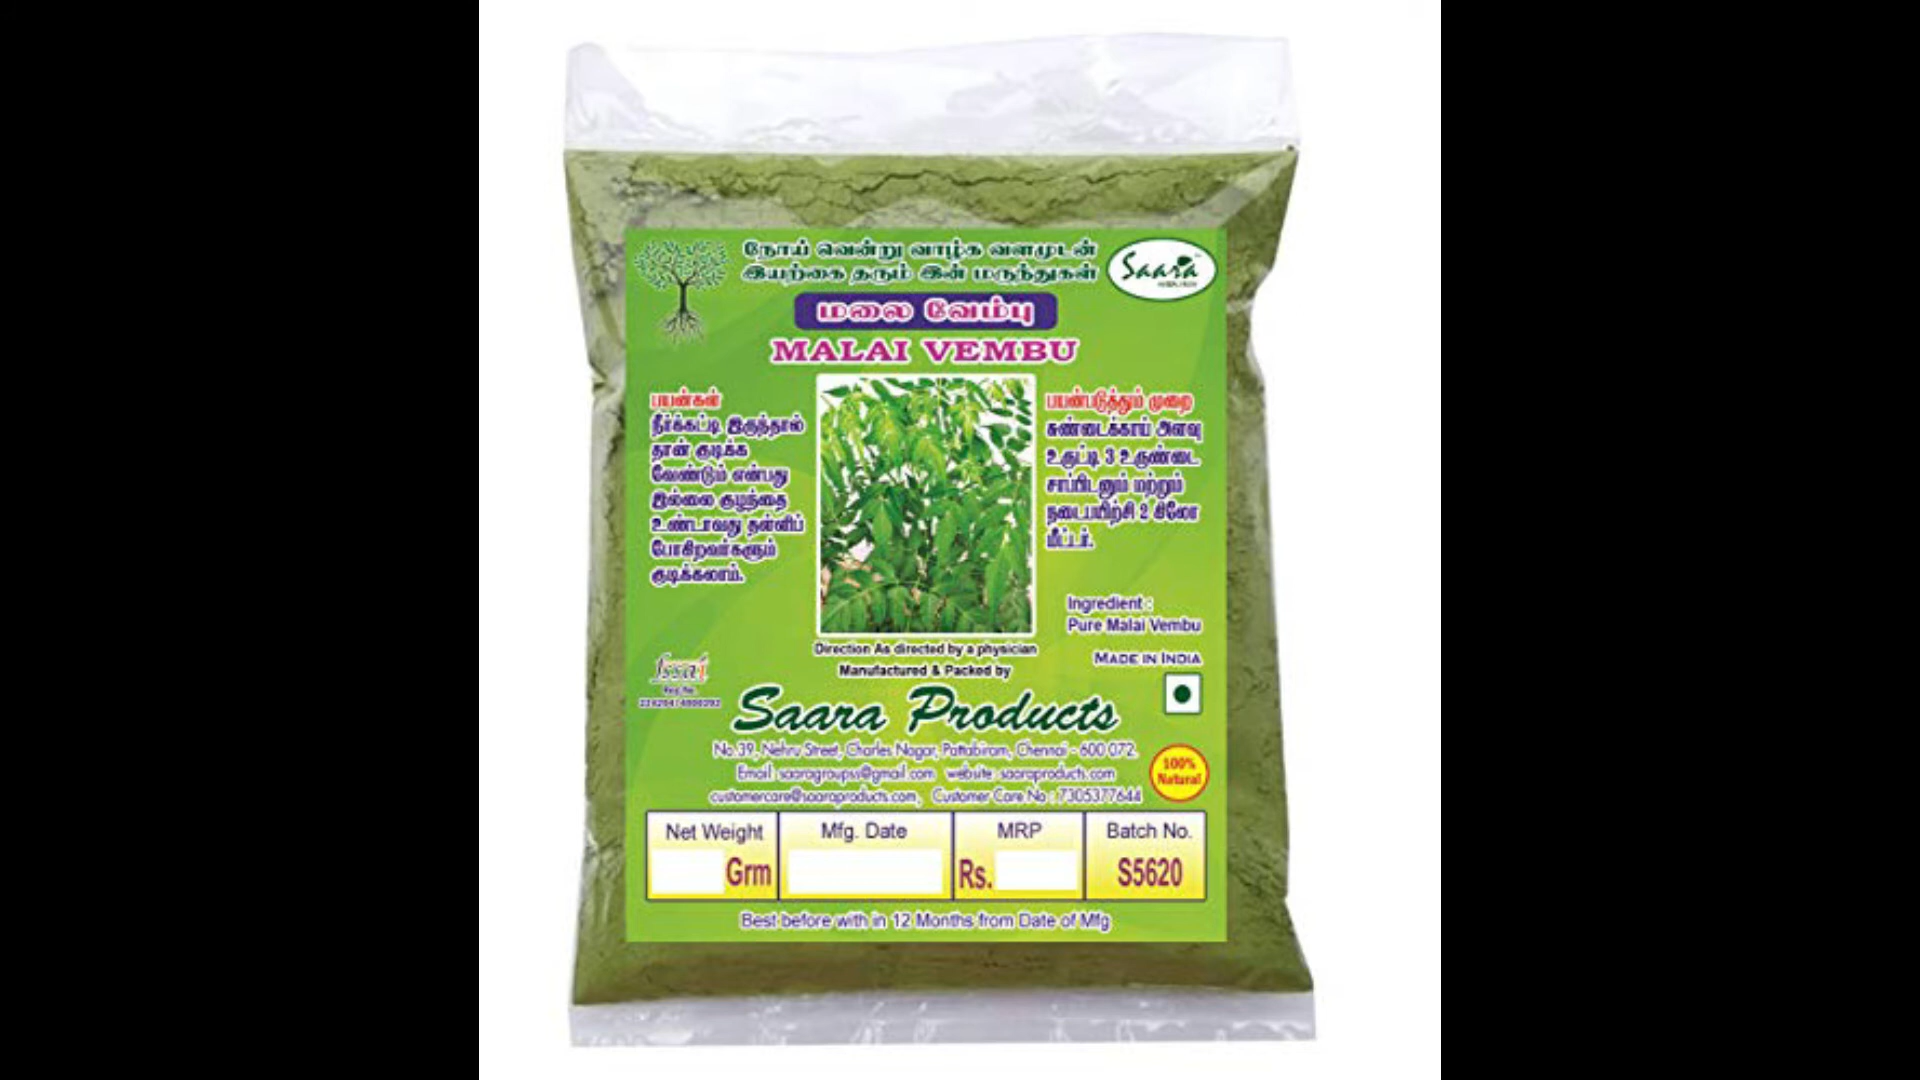 நோய் வென்று வாழ்க வளமுடன்
இயற்கை தரும் இன் மருந்துகள்
Saara
மலை வேம்பு
MALAI VEMBU
பயன்கள்
நீர்க்கட்டி இருந்தால்
தான் குடிக்க
வேண்டும் என்பது
இல்லை குழந்தை
உண்டாவது தள்ளிப்
போகிறவர்களும்
குடிக்கலாம்.
பயன்படுத்தும் முறை
சுண்டைக்காய் அளவு
உருட்டி 3 உருண்டை
சாப்பிடனும் மற்றும்
நடைபயிற்சி 2 கிலோ
மீட்டர்.
Ingredient :
Pure Malai Vembu
MADE IN INDIA
fssai
Direction As directed by a physician
Manufactured & Packed by
Saara Products
No.39, Nehru Street, Charles Nagar, Pattabiram, Chennai - 600 072.
Email: saaragroupss@gmail.com website: saaraproducts.com
customercare@saaraproducts.com, Customer Care No : 7305377644
100%
Natural
Net Weight Mfg. Date MRP Batch No.
Grm Rs. S5620
Best before with in 12 Months from Date of Mfg